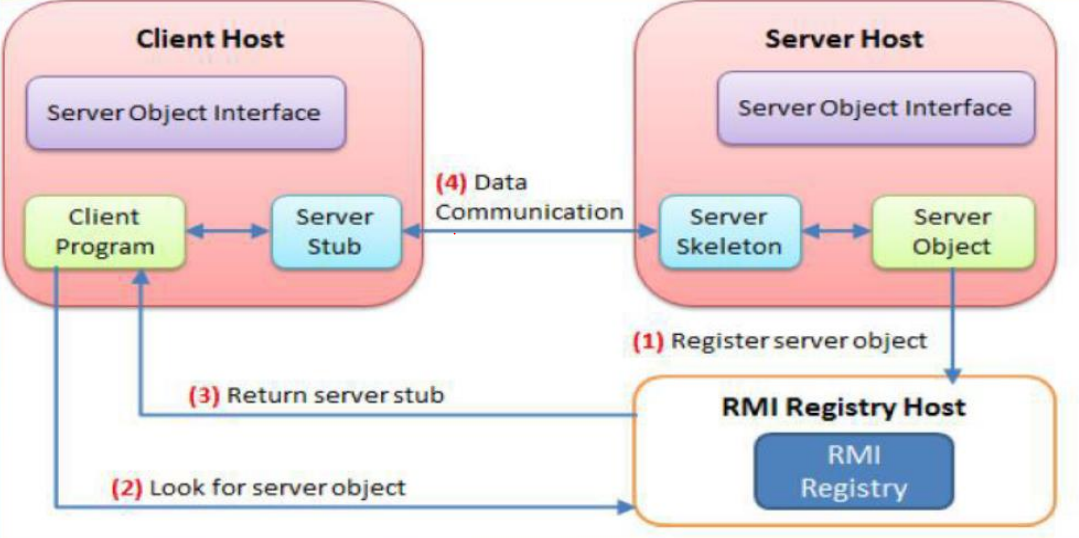 Client Host
Server Object Interface
Client
Program
Server
Stub
(4) Data
Communication
Server Host
Server Object Interface
Server
Skeleton
Server
Object
(1) Register server object
(3) Return server stub
(2) Look for server object
RMI Registry Host
RMI
Registry